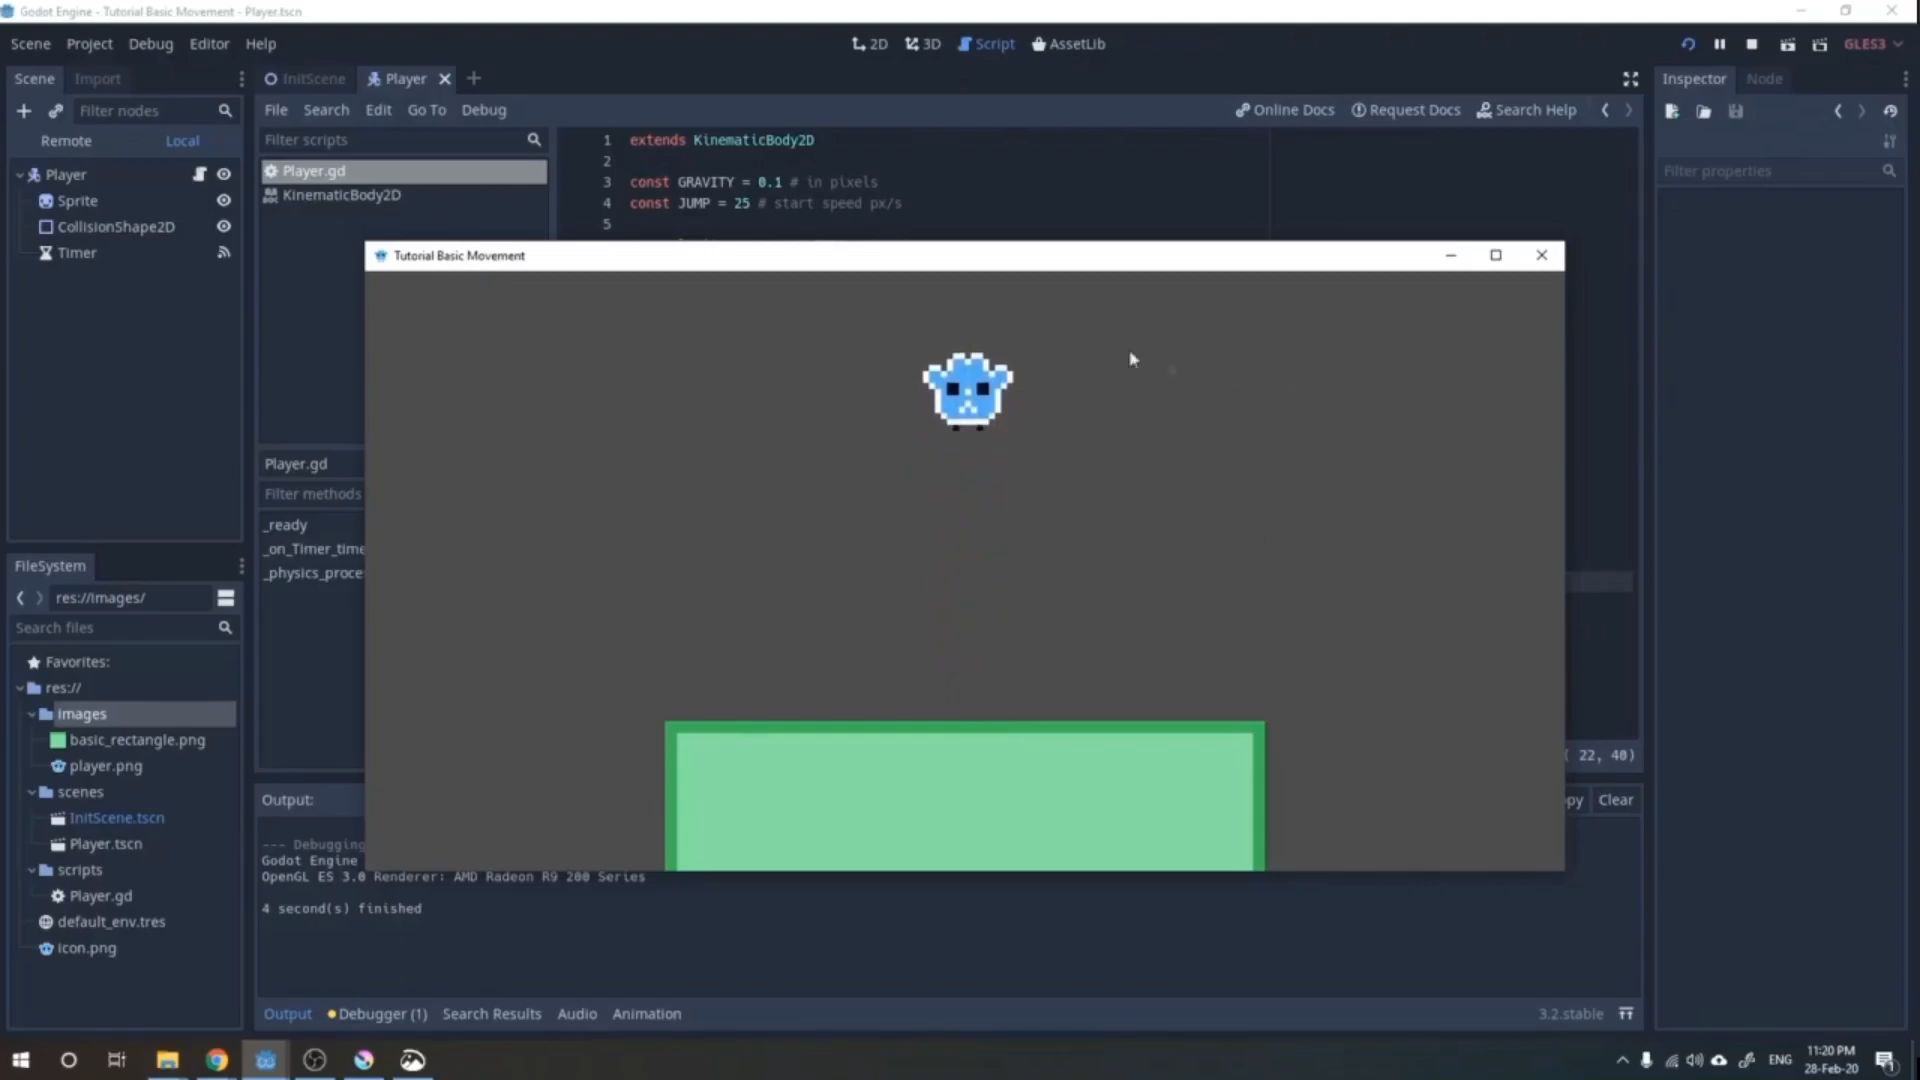 Godot Engine - Tutorial Basic Movement - Player.tscn
Scene Project Debug Editor Help
2D 3D Script AssetLib
GLES3
Scene Import
InitScene Player
Inspector Node
Filter nodes
File Search Edit Go To Debug
Online Docs Request Docs Search Help
Remote Local
Filter scripts
Filter properties
Player
Sprite
CollisionShape2D
Timer
Player.gd
KinematicBody2D
1 extends KinematicBody2D
2
3 const GRAVITY = 0.1 # in pixels
4 const JUMP = 25 # start speed px/s
5
Tutorial Basic Movement
Player.gd
Filter methods
_ready
_on_Timer_time
_physics_proce
FileSystem
res://images/
Search files
Favorites:
res://
images
basic_rectangle.png
player.png
scenes
InitScene.tscn
Player.tscn
scripts
Player.gd
default_env.tres
icon.png
( 22, 40)
Output:
opy Clear
--- Debugging
Godot Engine
OpenGL ES 3.0 Renderer: AMD Radeon R9 200 Series
4 second(s) finished
Output Debugger (1) Search Results Audio Animation
3.2.stable
ENG
11:20 PM
28-Feb-20
1